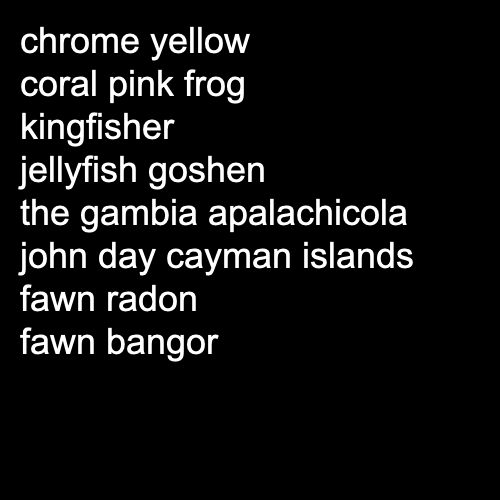 chrome yellow
coral pink frog
kingfisher
jellyfish goshen
the gambia apalachicola
john day cayman islands
fawn radon
fawn bangor